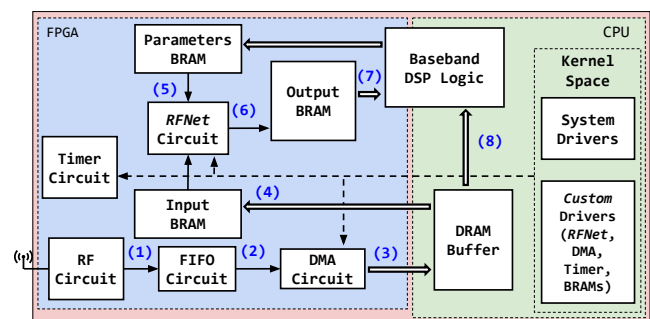 FPGA
CPU
Parameters
BRAM
Baseband
DSP Logic
Kernel
Space
(5)
(6)
(7)
Output
BRAM
RFNet
Circuit
System
Drivers
Timer
Circuit
(8)
Input
BRAM
(4)
DRAM
Buffer
Custom
Drivers
(RFNet,
DMA,
Timer,
BRAMs)
RF
Circuit
(1)
FIFO
Circuit
(2)
DMA
Circuit
(3)